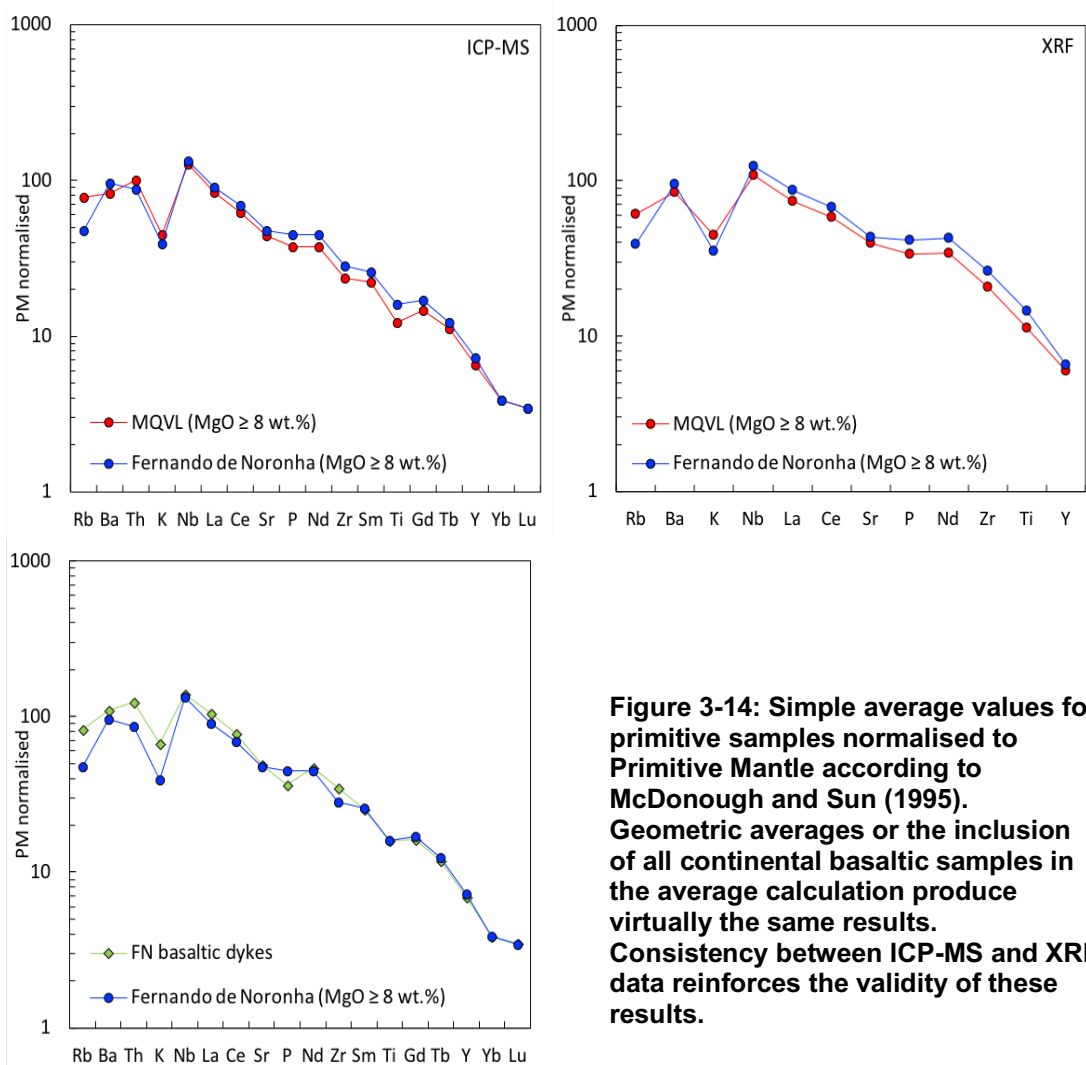 1000
ICP-MS
100
10
1
PM normalised
MQVL (MgO ≥ 8 wt.%)
Fernando de Noronha (MgO ≥ 8 wt.%)
Rb Ba Th K Nb La Ce Sr P Nd Zr Sm Ti Gd Tb Y Yb Lu
1000
XRF
100
10
1
PM normalised
MQVL (MgO ≥ 8 wt.%)
Fernando de Noronha (MgO ≥ 8 wt.%)
Rb Ba K Nb La Ce Sr P Nd Zr Ti Y
1000
100
10
1
PM normalised
FN basaltic dykes
Fernando de Noronha (MgO ≥ 8 wt.%)
Rb Ba Th K Nb La Ce Sr P Nd Zr Sm Ti Gd Tb Y Yb Lu
Figure 3-14: Simple average values fo
primitive samples normalised to
Primitive Mantle according to
McDonough and Sun (1995).
Geometric averages or the inclusion
of all continental basaltic samples in
the average calculation produce
virtually the same results.
Consistency between ICP-MS and XRF
data reinforces the validity of these
results.